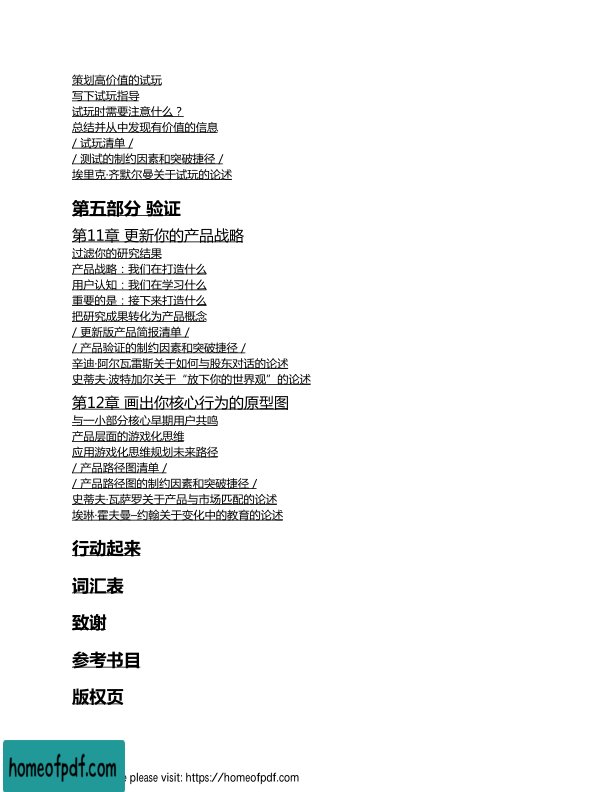 策划高价值的试玩
写下试玩指导
试玩时需要注意什么？
总结并从中发现有价值的信息
/ 试玩清单 /
/ 测试的制约因素和突破捷径 /
埃里克·齐默尔曼关于试玩的论述
第五部分 验证
第11章 更新你的产品战略
过滤你的研究结果
产品战略：我们在打造什么
用户认知：我们在学习什么
重要的是：接下来打造什么
把研究成果转化为产品概念
/ 更新版产品简报清单 /
/ 产品验证的制约因素和突破捷径 /
辛迪·阿尔瓦雷斯关于如何与股东对话的论述
史蒂夫·波特加尔关于“放下你的世界观”的论述
第12章 画出你核心行为的原型图
与一小部分核心早期用户共鸣
产品层面的游戏化思维
应用游戏化思维规划未来路径
/ 产品路径图清单 /
/ 产品路径图的制约因素和突破捷径 /
史蒂夫·瓦萨罗关于产品与市场匹配的论述
埃琳·霍夫曼–约翰关于变化中的教育的论述
行动起来
词汇表
致谢
参考书目
版权页
homeofpdf.com
e please visit: https://homeofpdf.com